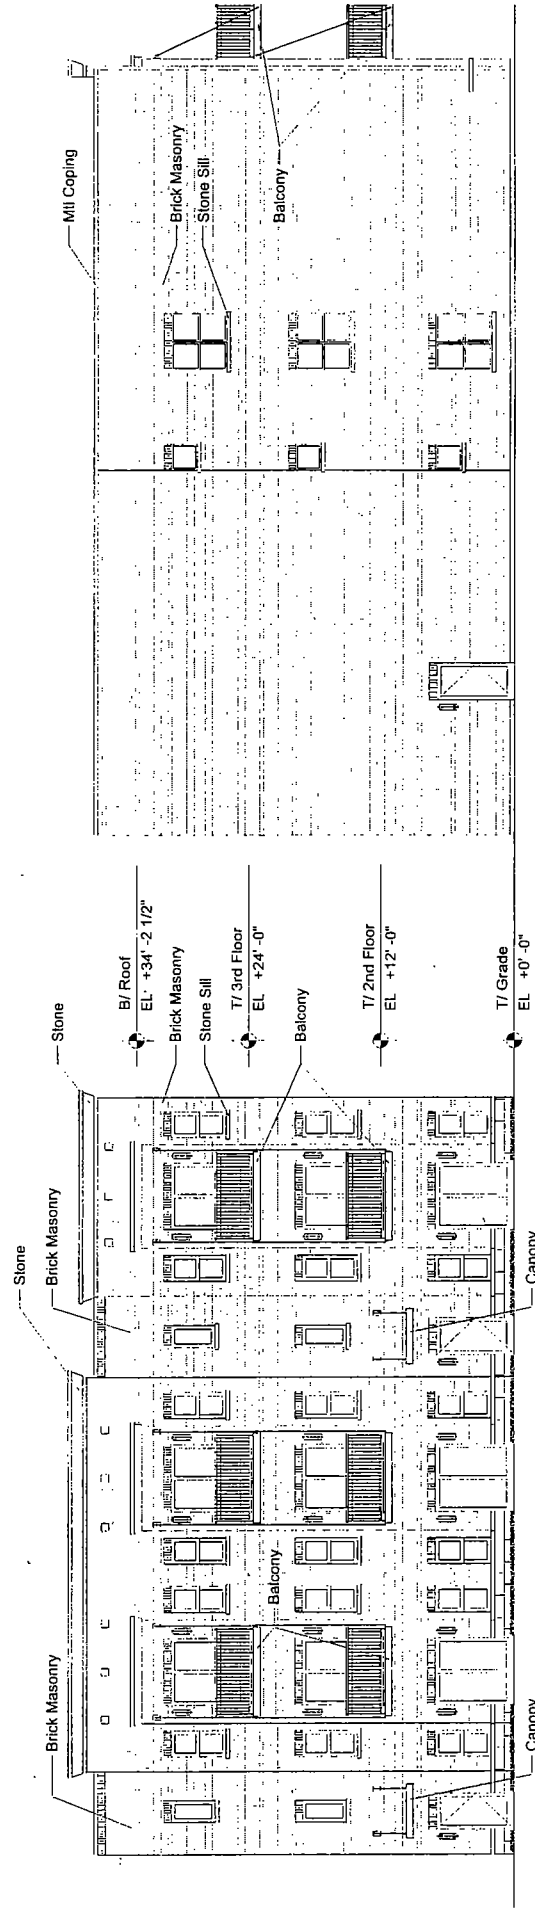 Stone
Stone
Brick Masonry
Brick Masonry
B/ Roof
EL' +34' -2 1/2"
Brick Masonry
Stone Sill
T/ 3rd Floor
EL +24' -0"
Balcony
Balcony
T/ 2nd Floor
EL +12' -0"
T/ Grade
EL +0' -0"
Canopy
Canopy
Mtl Coping
Brick Masonry
Stone Sill
Balcony